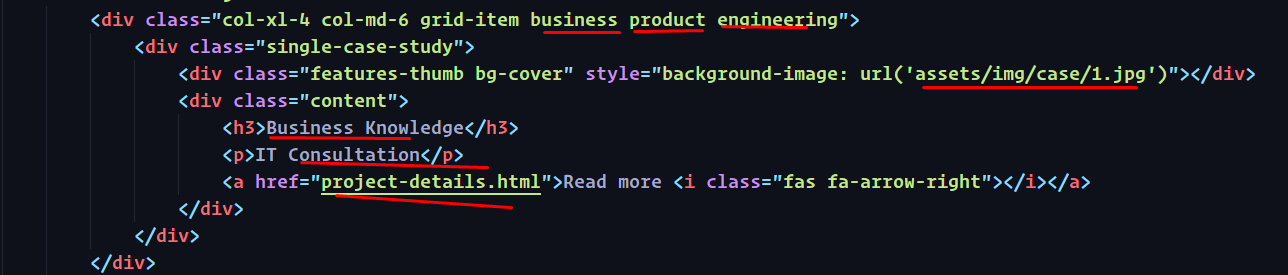 <div class="col-xl-4 col-md-6 grid-item business product engineering">
<div class="single-case-study">
<div class="features-thumb bg-cover" style="background-image: url('assets/img/case/1.jpg')"></div>
<div class="content">
<h3>Business Knowledge</h3>
<p>IT Consultation</p>
<a href="project-details.html">Read more <i class="fas fa-arrow-right"></i></a>
</div>
</div>
</div>